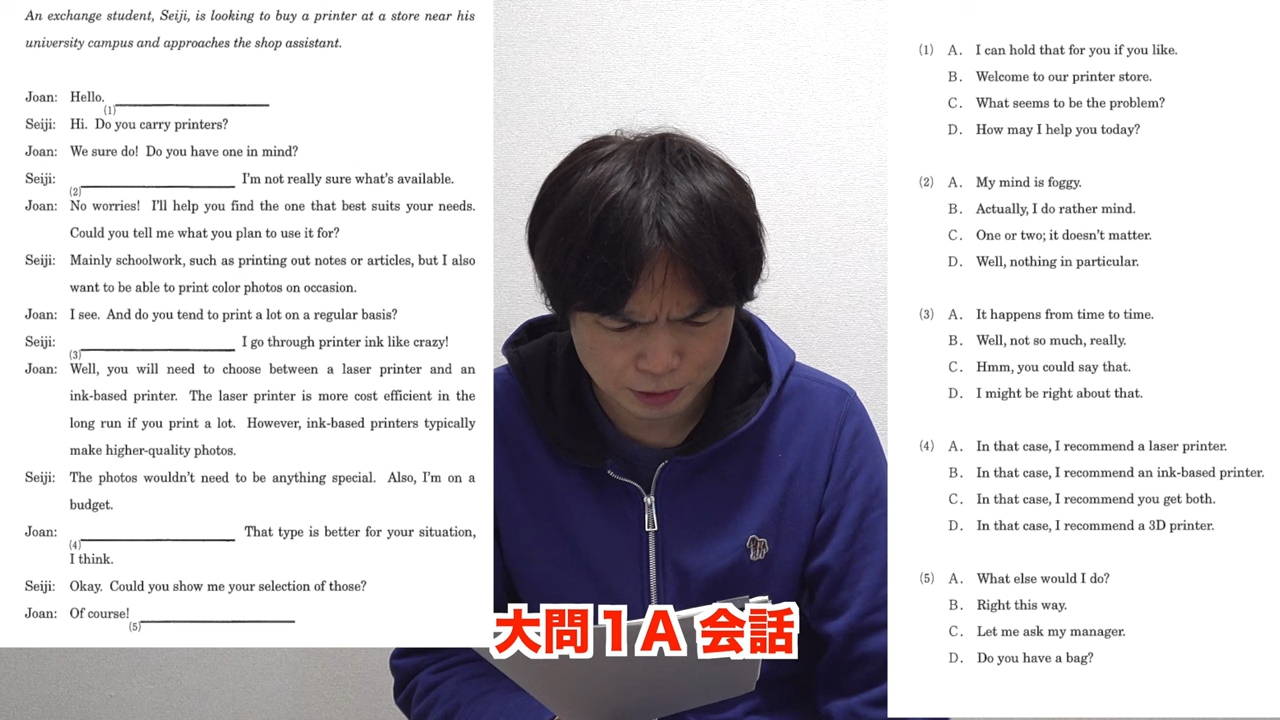 An exchange student, Seiji, is looking to buy a printer at a store near his
university campus and approaches the shop assistant.
Joan: Hello.
(1)
Seiji: Hi. Do you carry printers?
Joan: We sure do! Do you have one in mind?
Seiji: I'm not really sure what's available.
(2)
Joan: No I'll help you find the one that best suits your needs.
Could you tell me what you plan to use it for?
Seiji: Mainly schoolwork, such as printing out notes or articles, but I also
want to be able to print color photos on occasion.
Joan: I see. And do you tend to print a lot on a regular basis?
Seiji: I go through printer ink like crazy!
(3)
Joan: Well, you will need to choose between a laser printer and an
ink-based printer. The laser printer is more cost efficient in the
long run if you print a lot. However, ink-based printers typically
make higher-quality photos.
Seiji: The photos wouldn't need to be anything special. Also, I'm on a
budget.
Joan: That type is better for your situation,
(4)
I think.
Seiji: Okay. Could you show me your selection of those?
Joan: Of course!
(5)
大問1A 会話
(1) A. I can hold that for you if you like.
B. Welcome to our printer store.
C. What seems to be the problem?
D. How may I help you today?
My mind is foggy.
B. Actually, I do rather mind.
C. One or two; it doesn't matter.
Well, nothing in particular.
A. It happens from time to time.
B. Well, not specifically.
C. I would say so.
D. I might be right about that.
(4) A. In that case, I recommend a laser printer.
B. In that case, I recommend an ink-based printer.
C. In that case, I recommend you get both.
D. In that case, I recommend a 3D printer.
(5) A. What else would I do?
B. Right this way.
C. Let me ask my manager.
D. Do you have a bag?